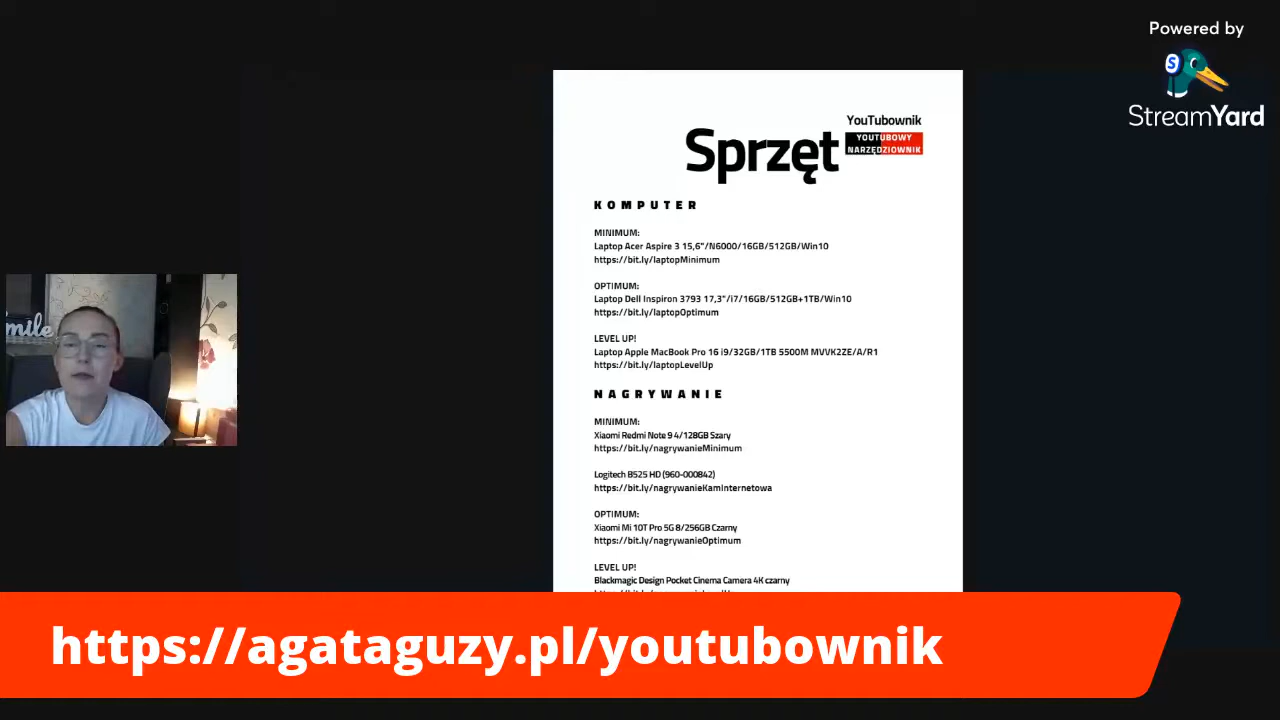 Powered by
StreamYard
YouTubownik
YOUTUBOWY
NARZĘDZIOWNIK
Sprzęt
KOMPUTER
MINIMUM:
Laptop Acer Aspire 3 15,6"/N6000/16GB/512GB/Win10
https://bit.ly/laptopMinimum
OPTIMUM:
Laptop Dell Inspiron 3793 17,3"/i7/16GB/512GB+1TB/Win10
https://bit.ly/laptopOptimum
LEVEL UP!
Laptop Apple MacBook Pro 16 i9/32GB/1TB 5500M MVVK2ZE/A/R1
https://bit.ly/laptopLevelUp
NAGRYWANIE
MINIMUM:
Xiaomi Redmi Note 9 4/128GB Szary
https://bit.ly/nagrywanieMinimum
Logitech B525 HD (960-000842)
https://bit.ly/nagrywanieKamInternetowa
OPTIMUM:
Xiaomi Mi 10T Pro 5G 8/256GB Czarny
https://bit.ly/nagrywanieOptimum
LEVEL UP!
Blackmagic Design Pocket Cinema Camera 4K czarny
https://agataguzy.pl/youtubownik